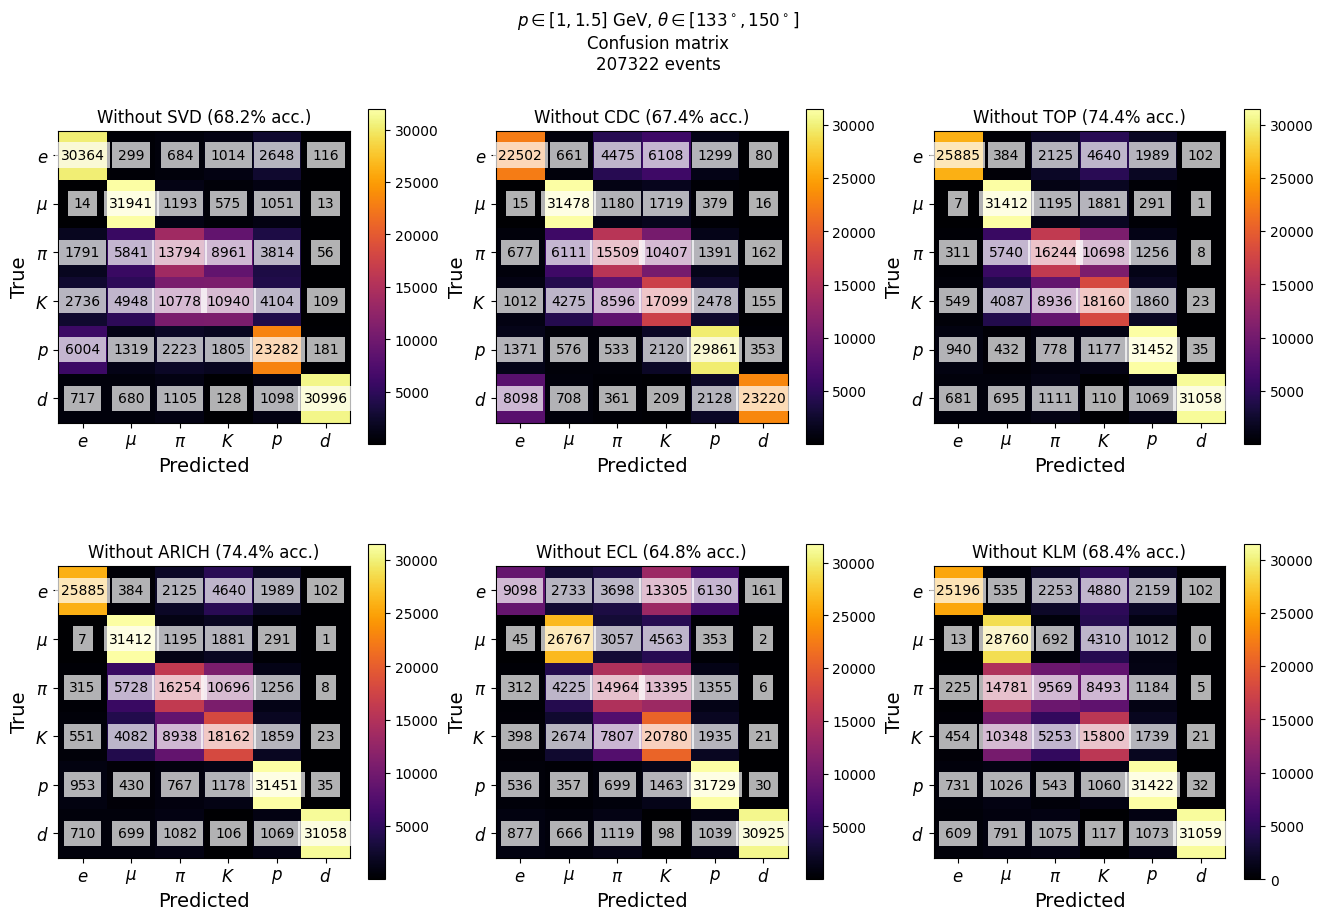 p ∈ [1, 1.5] GeV, θ ∈ [133°, 150°]
Confusion matrix
207322 events
Without SVD (68.2% acc.)
e 30364 299 684 1014 2648 116
μ 14 31941 1193 575 1051 13
π 1791 5841 13794 8961 3814 56
K 2736 4948 10778 10940 4104 109
p 6004 1319 2223 1805 23282 181
d 717 680 1105 128 1098 30996
e μ π K p d
Predicted
True
30000
25000
20000
15000
10000
5000
Without CDC (67.4% acc.)
e 22502 661 4475 6108 1299 80
μ 15 31478 1180 1719 379 16
π 677 6111 15509 10407 1391 162
K 1012 4275 8596 17099 2478 155
p 1371 576 533 2120 29861 353
d 8098 708 361 209 2128 23220
e μ π K p d
Predicted
True
30000
25000
20000
15000
10000
5000
Without TOP (74.4% acc.)
e 25885 384 2125 4640 1989 102
μ 7 31412 1195 1881 291 1
π 311 5740 16244 10698 1256 8
K 549 4087 8936 18160 1860 23
p 940 432 778 1177 31452 35
d 681 695 1111 110 1069 31058
e μ π K p d
Predicted
True
30000
25000
20000
15000
10000
5000
Without ARICH (74.4% acc.)
e 25885 384 2125 4640 1989 102
μ 7 31412 1195 1881 291 1
π 315 5728 16254 10696 1256 8
K 551 4082 8938 18162 1859 23
p 953 430 767 1178 31451 35
d 710 699 1082 106 1069 31058
e μ π K p d
Predicted
True
30000
25000
20000
15000
10000
5000
Without ECL (64.8% acc.)
e 9098 2733 3698 13305 6130 161
μ 45 26767 3057 4563 353 2
π 312 4225 14964 13395 1355 6
K 398 2674 7807 20780 1935 21
p 536 357 699 1463 31729 30
d 877 666 1119 98 1039 30925
e μ π K p d
Predicted
True
30000
25000
20000
15000
10000
5000
Without KLM (68.4% acc.)
e 25196 535 2253 4880 2159 102
μ 13 28760 692 4310 1012 0
π 225 14781 9569 8493 1184 5
K 454 10348 5253 15800 1739 21
p 731 1026 543 1060 31422 32
d 609 791 1075 117 1073 31059
e μ π K p d
Predicted
True
30000
25000
20000
15000
10000
5000
0